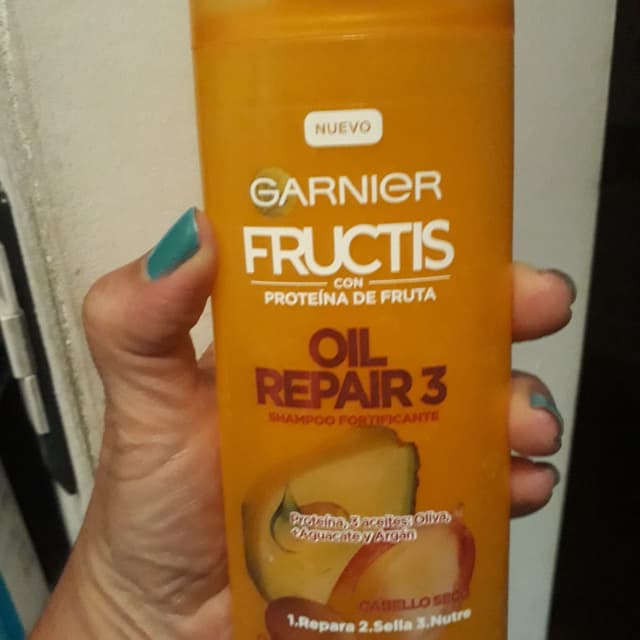 NUEVO
GARNIER
FRUCTIS
CON
PROTEÍNA DE FRUTA
OIL
REPAIR 3
SHAMPOO FORTIFICANTE
Proteína, 3 aceites: Oliva,
+Aguacate y Argán
CABELLO SECO
1.Repara 2.Sella 3.Nutre